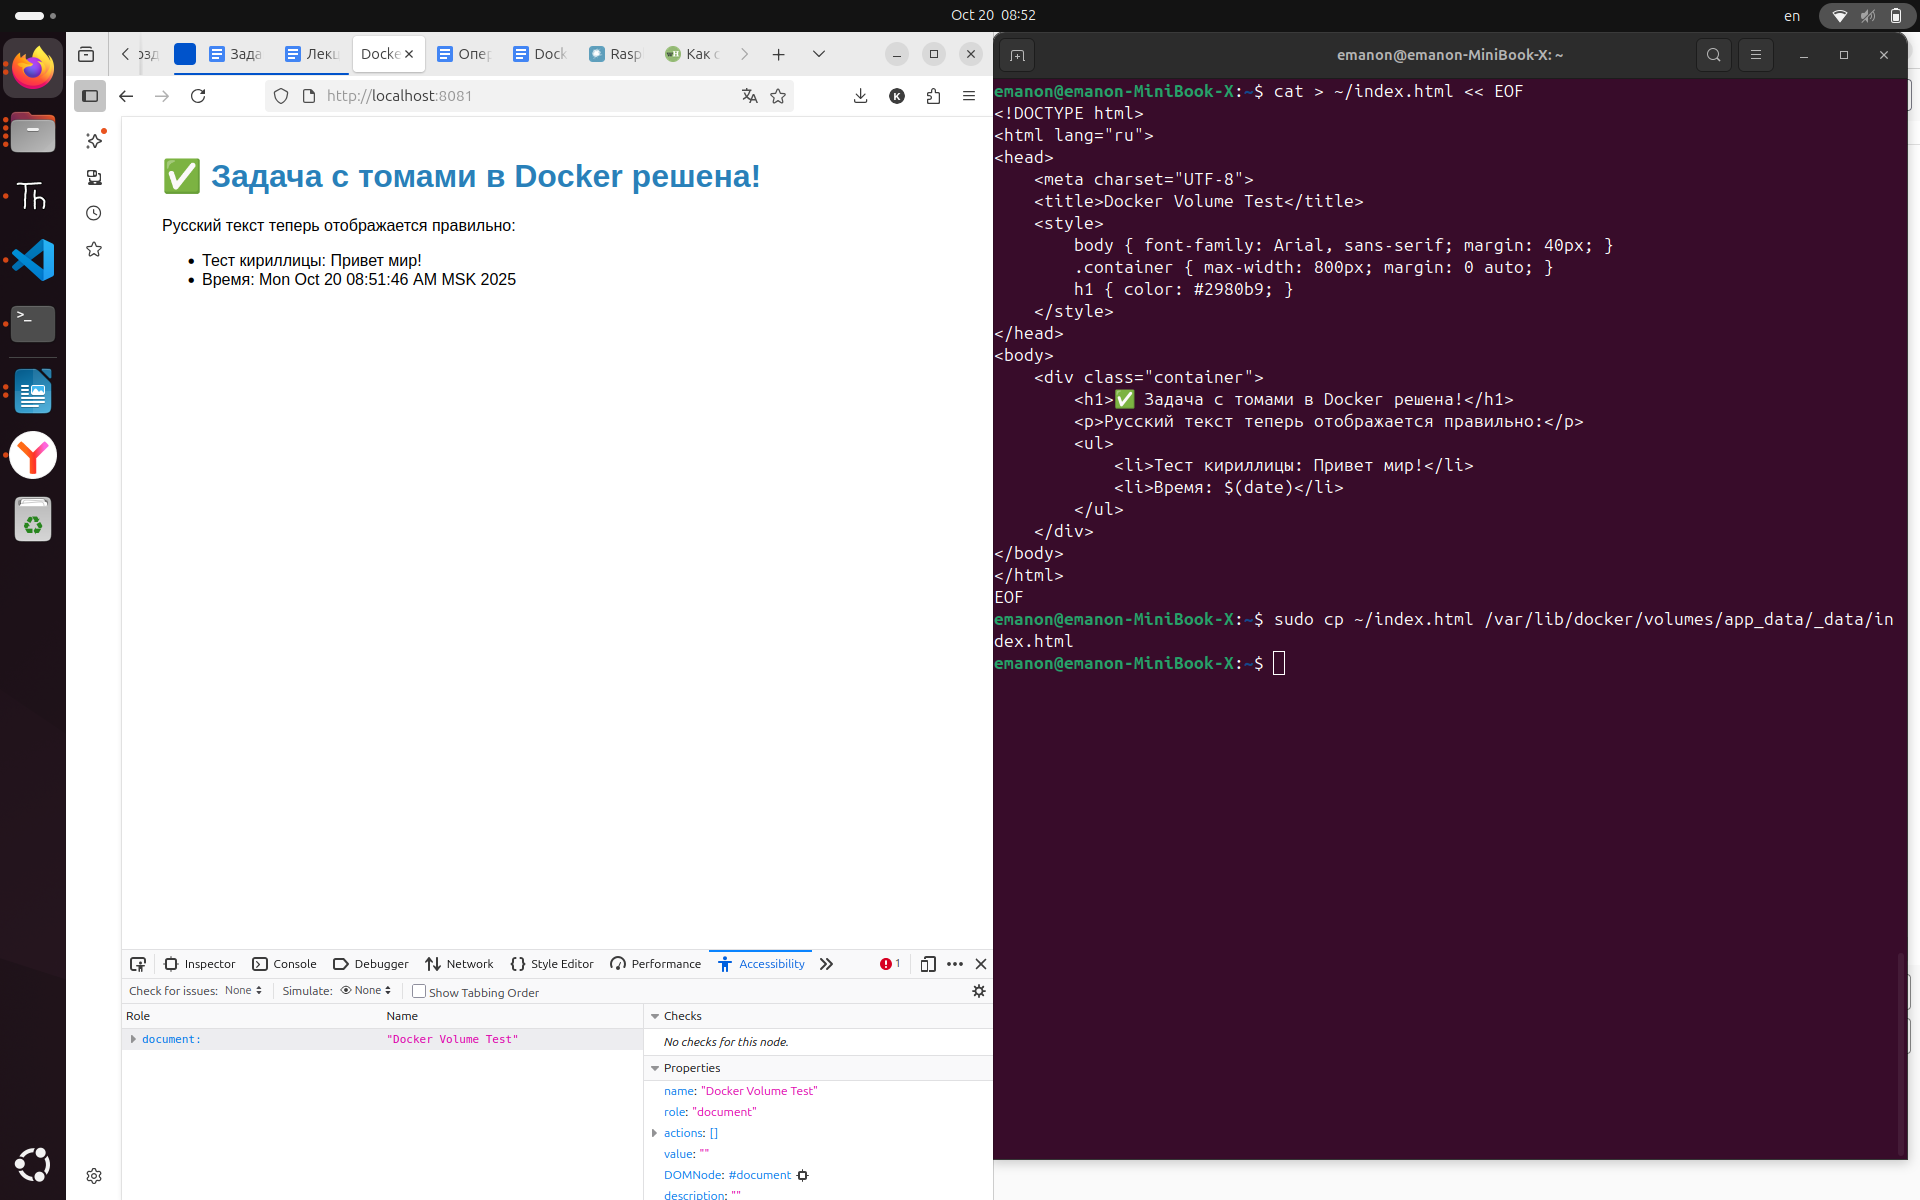 Oct 20 08:52
en
озд
Зада
Лекц
Docke
Опер
Dock
Rasp
Как с
http://localhost:8081
✅ Задача с томами в Docker решена!
Русский текст теперь отображается правильно:
• Тест кириллицы: Привет мир!
• Время: Mon Oct 20 08:51:46 AM MSK 2025
Inspector
Console
Debugger
Network
Style Editor
Performance
Accessibility
1
Check for issues: None
Simulate: None
Show Tabbing Order
Role
Name
document:
"Docker Volume Test"
Checks
No checks for this node.
Properties
name: "Docker Volume Test"
role: "document"
actions: []
value: ""
DOMNode: #document
description: ""
emanon@emanon-MiniBook-X: ~
emanon@emanon-MiniBook-X:~$ cat > ~/index.html << EOF
<!DOCTYPE html>
<html lang="ru">
<head>
    <meta charset="UTF-8">
    <title>Docker Volume Test</title>
    <style>
        body { font-family: Arial, sans-serif; margin: 40px; }
        .container { max-width: 800px; margin: 0 auto; }
        h1 { color: #2980b9; }
    </style>
</head>
<body>
    <div class="container">
        <h1>✅ Задача с томами в Docker решена!</h1>
        <p>Русский текст теперь отображается правильно:</p>
        <ul>
            <li>Тест кириллицы: Привет мир!</li>
            <li>Время: $(date)</li>
        </ul>
    </div>
</body>
</html>
EOF
emanon@emanon-MiniBook-X:~$ sudo cp ~/index.html /var/lib/docker/volumes/app_data/_data/in
dex.html
emanon@emanon-MiniBook-X:~$